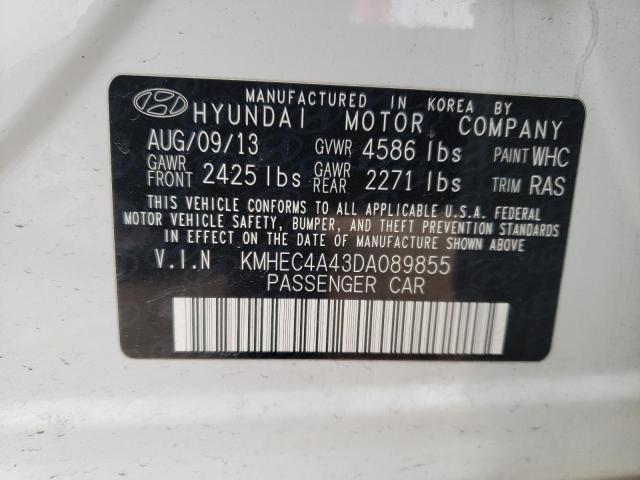 MANUFACTURED IN KOREA BY
HYUNDAI MOTOR COMPANY
AUG/09/13 GVWR 4586 lbs PAINT WHC
GAWR FRONT 2425 lbs GAWR REAR 2271 lbs TRIM RAS
THIS VEHICLE CONFORMS TO ALL APPLICABLE U.S.A. FEDERAL
MOTOR VEHICLE SAFETY, BUMPER, AND THEFT PREVENTION STANDARDS
IN EFFECT ON THE DATE OF MANUFACTURE SHOWN ABOVE
V.I.N KMHEC4A43DA089855
PASSENGER CAR